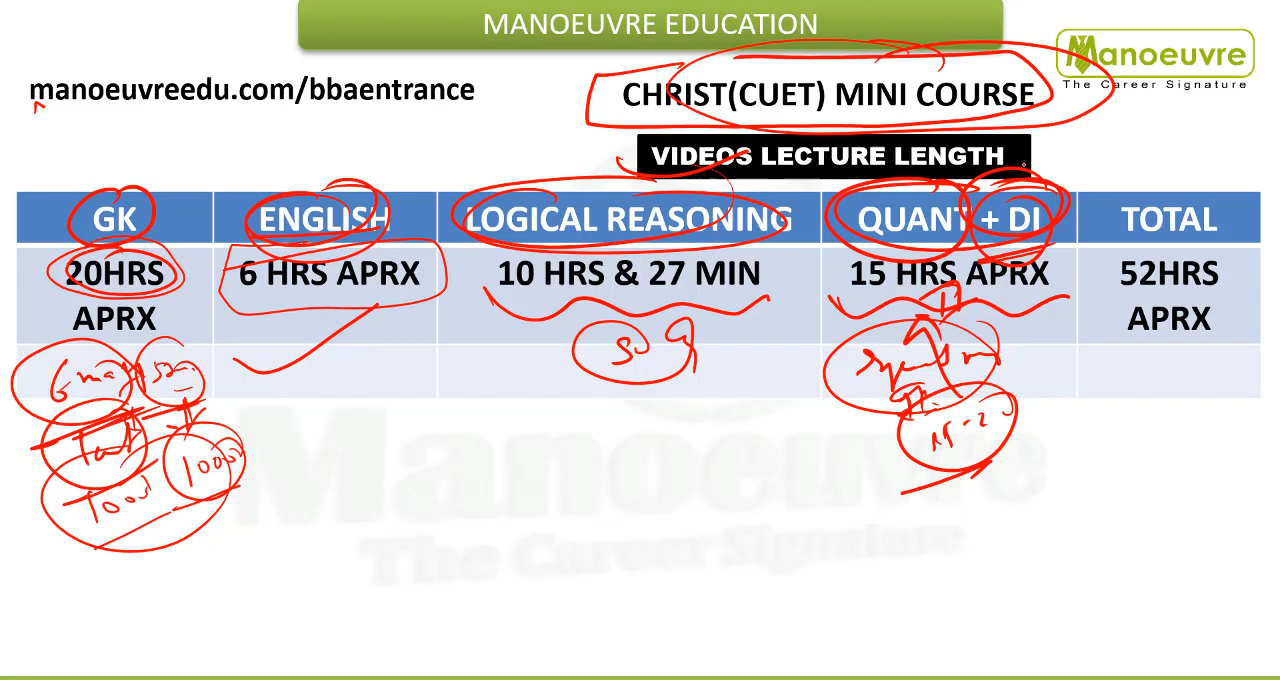 MANOEUVRE EDUCATION
Manoeuvre
The Career Signature
manoeuvreedu.com/bbaentrance
CHRIST(CUET) MINI COURSE
VIDEOS LECTURE LENGTH
GK ENGLISH LOGICAL REASONING QUANT + DI TOTAL
20HRS 6 HRS APRX 10 HRS & 27 MIN 15 HRS APRX 52HRS
APRX APRX
Manoeuvre
The Career Signature